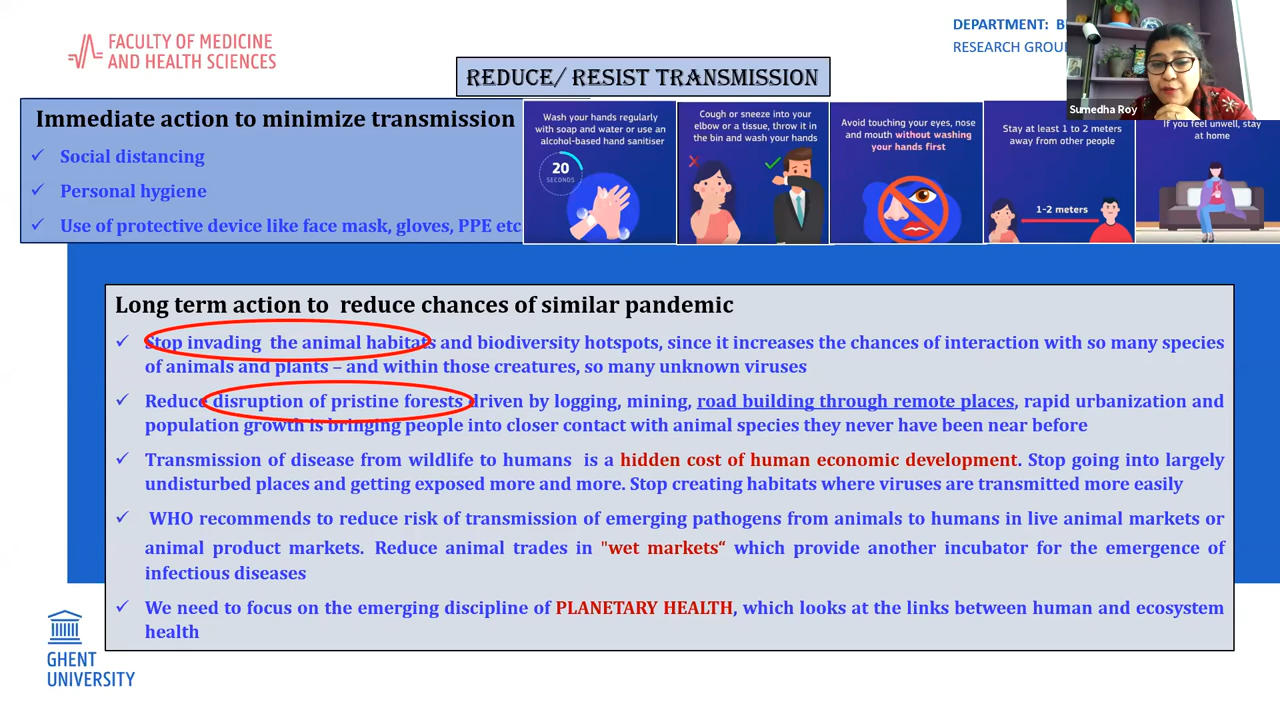 FACULTY OF MEDICINE
AND HEALTH SCIENCES
DEPARTMENT:
RESEARCH
Sumedha Roy
REDUCE/ RESIST TRANSMISSION
Immediate action to minimize transmission
✓ Social distancing
✓ Personal hygiene
✓ Use of protective device like face mask, gloves, PPE etc
Wash your hands regularly
with soap and water or use an
alcohol-based hand sanitiser
20
SECONDS
Cough or sneeze into your
elbow or a tissue, throw it in
the bin and wash your hands
Avoid touching your eyes, nose
and mouth without washing
your hands first
Stay at least 1 to 2 meters
away from other people
1-2 meters
If you feel unwell, stay
at home
Long term action to reduce chances of similar pandemic
✓ Stop invading the animal habitats and biodiversity hotspots, since it increases the chances of interaction with so many species
of animals and plants – and within those creatures, so many unknown viruses
✓ Reduce disruption of pristine forests driven by logging, mining, road building through remote places, rapid urbanization and
population growth is bringing people into closer contact with animal species they never have been near before
✓ Transmission of disease from wildlife to humans is a hidden cost of human economic development. Stop going into largely
undisturbed places and getting exposed more and more. Stop creating habitats where viruses are transmitted more easily
✓ WHO recommends to reduce risk of transmission of emerging pathogens from animals to humans in live animal markets or
animal product markets. Reduce animal trades in "wet markets“ which provide another incubator for the emergence of
infectious diseases
✓ We need to focus on the emerging discipline of PLANETARY HEALTH, which looks at the links between human and ecosystem
health
GHENT
UNIVERSITY